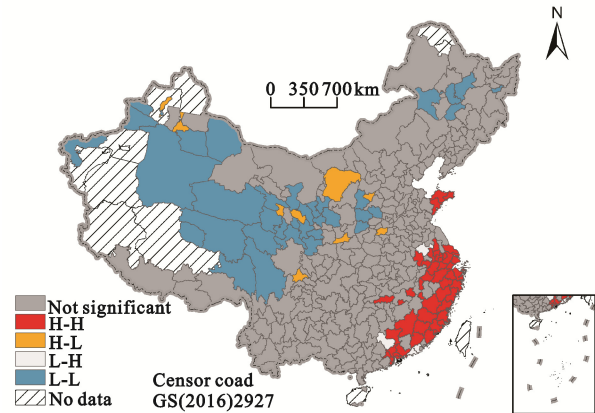 N
0 350 700 km
Not significant
H-H
H-L
L-H
L-L
No data
Censor coad
GS(2016)2927